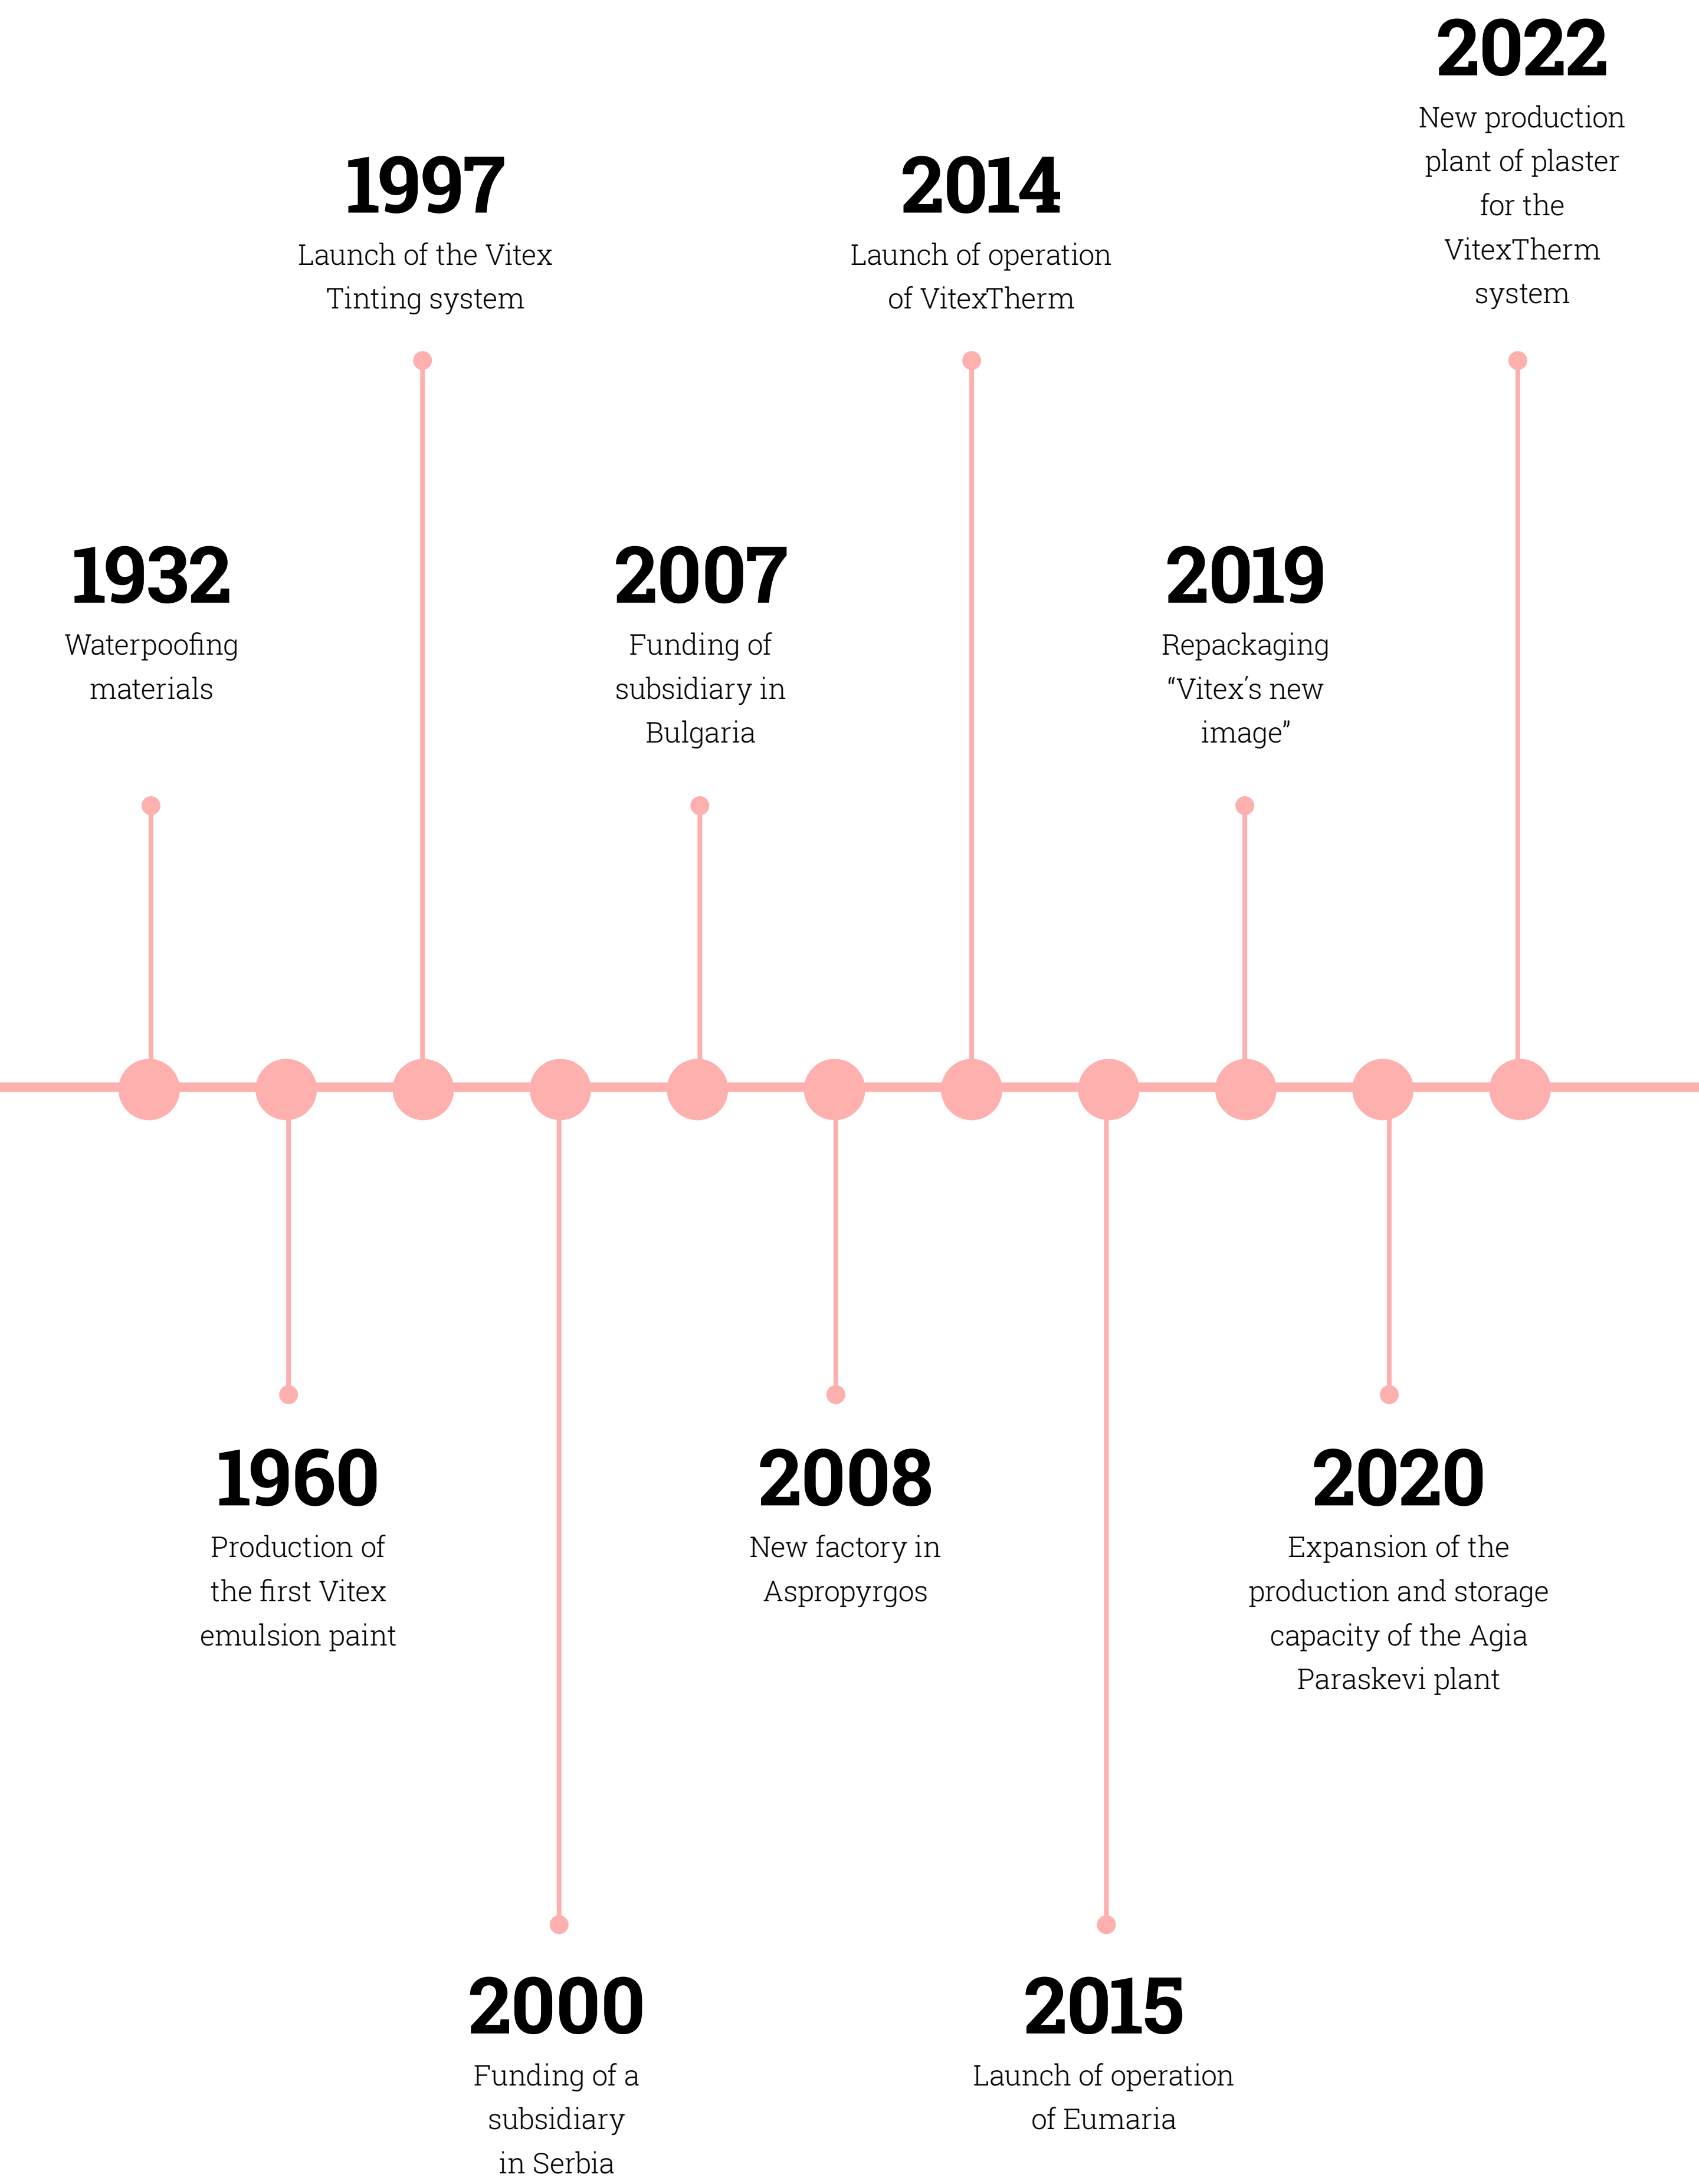 2022
New production
plant of plaster
for the
VitexTherm
system
1997
Launch of the Vitex
Tinting system
2014
Launch of operation
of VitexTherm
1932
Waterpoofing
materials
2007
Funding of
subsidiary in
Bulgaria
2019
Repackaging
“Vitex’s new
image”
1960
Production of
the first Vitex
emulsion paint
2008
New factory in
Aspropyrgos
2020
Expansion of the
production and storage
capacity of the Agia
Paraskevi plant
2000
Funding of a
subsidiary
in Serbia
2015
Launch of operation
of Eumaria